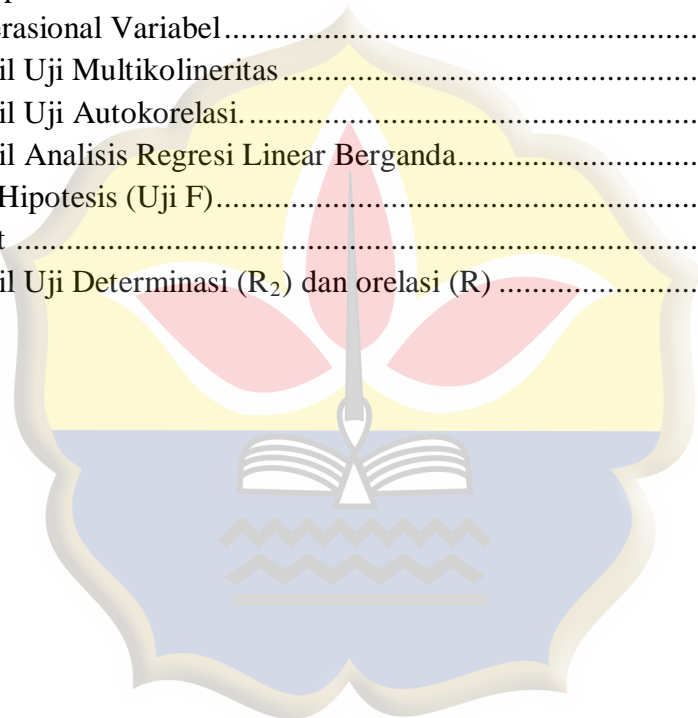 erasional Variabel......................................................
il Uji Multikolineritas..............................................
il Uji Autokorelasi...................................................
il Analisis Regresi Linear Berganda..........................
Hipotesis (Uji F).......................................................
t ..................................................................................
il Uji Determinasi (R₂) dan orelasi (R) ......................